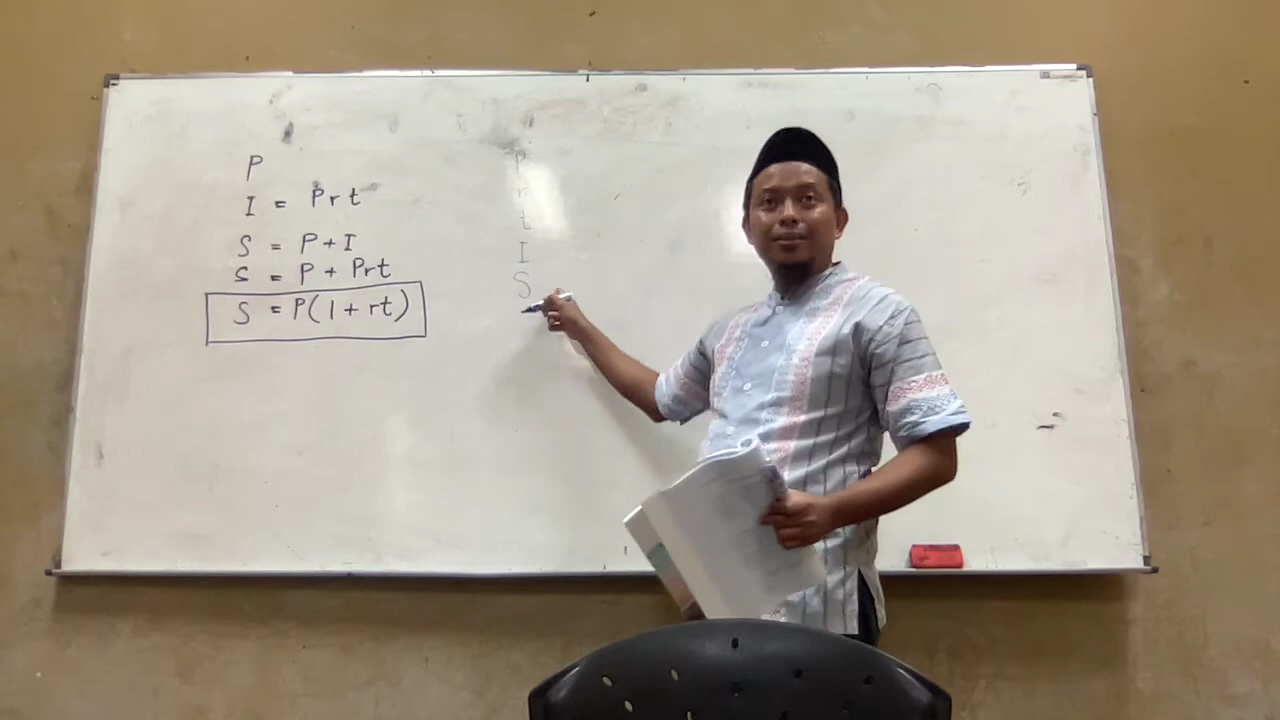 P
I = Prt
S = P + I
S = P + Prt
S = P(1 + rt)
P
r
t
I
S